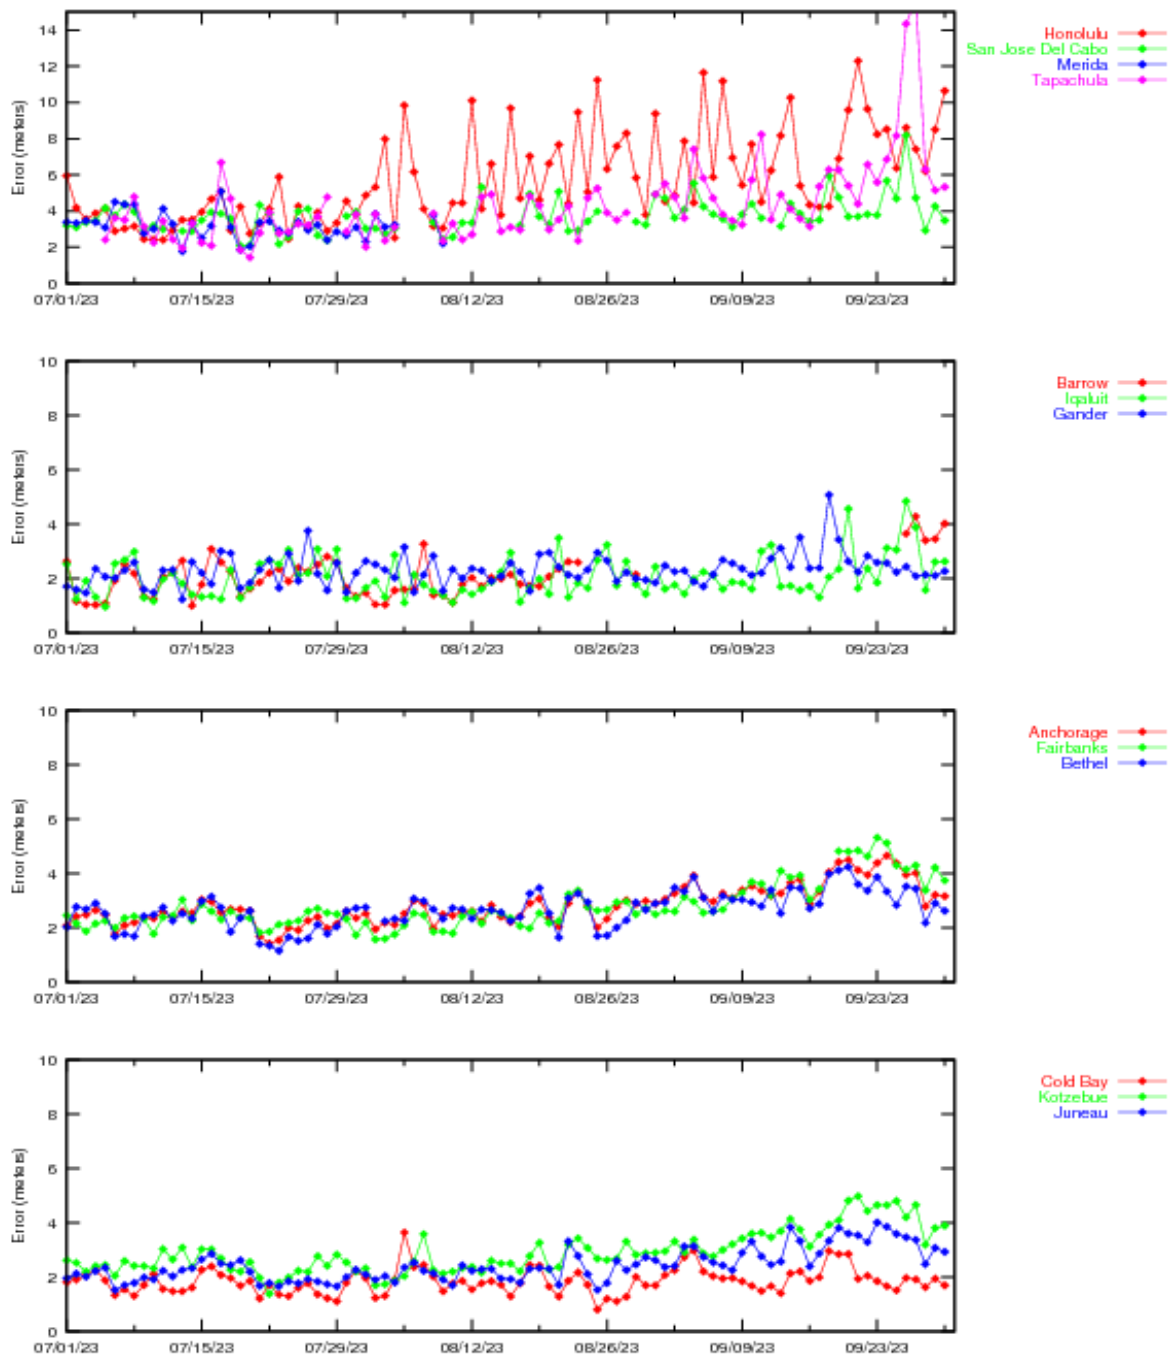 14
12
10
8
6
4
2
0
Error (meters)
07/01/23 07/15/23 07/29/23 08/12/23 08/26/23 09/09/23 09/23/23
Honolulu
San Jose Del Cabo
Merida
Tapachula
10
8
6
4
2
0
Error (meters)
07/01/23 07/15/23 07/29/23 08/12/23 08/26/23 09/09/23 09/23/23
Barrow
Iqaluit
Gander
10
8
6
4
2
0
Error (meters)
07/01/23 07/15/23 07/29/23 08/12/23 08/26/23 09/09/23 09/23/23
Anchorage
Fairbanks
Bethel
10
8
6
4
2
0
Error (meters)
07/01/23 07/15/23 07/29/23 08/12/23 08/26/23 09/09/23 09/23/23
Cold Bay
Kotzebue
Juneau